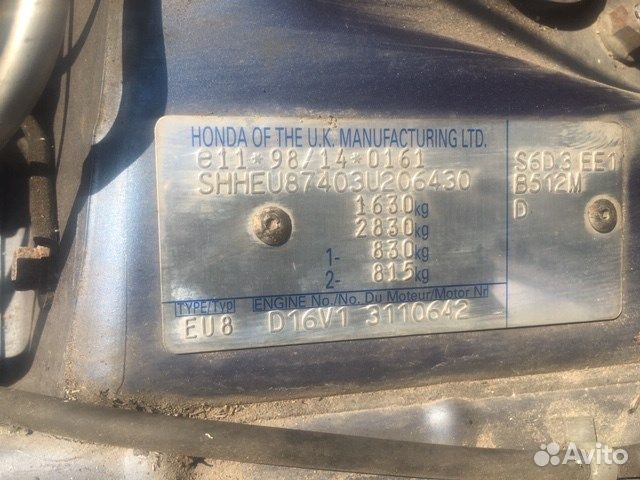 HONDA OF THE U.K. MANUFACTURING LTD.
e11*98/14*0161
SHHEU87403U206430
1630kg
2830kg
1- 830kg
2- 815kg
TYPE/Typ ENGINE No./No. Du Moteur/Motor Nr
EU8 D16V1 3110642
S6D3 EE1
B512M
D
Avito